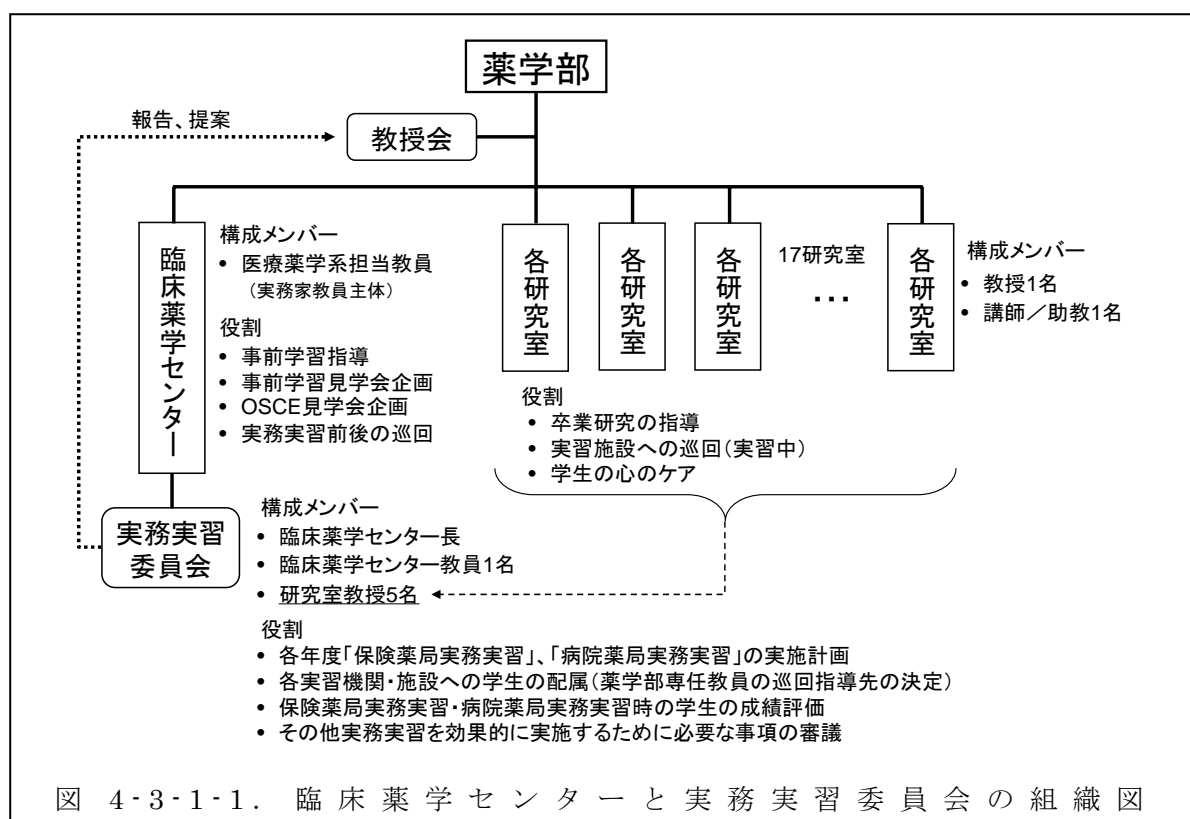 薬学部
報告、提案
教授会
臨床薬学センター
構成メンバー
• 医療薬学系担当教員
（実務家教員主体）
役割
• 事前学習指導
• 事前学習見学会企画
• OSCE見学会企画
• 実務実習前後の巡回
各研究室
各研究室
各研究室
17研究室
…
各研究室
構成メンバー
• 教授1名
• 講師／助教1名
役割
• 卒業研究の指導
• 実習施設への巡回（実習中）
• 学生の心のケア
実務実習
委員会
構成メンバー
• 臨床薬学センター長
• 臨床薬学センター教員1名
• 研究室教授5名
役割
• 各年度「保険薬局実務実習」、「病院薬局実務実習」の実施計画
• 各実習機関・施設への学生の配属（薬学部専任教員の巡回指導先の決定）
• 保険薬局実務実習・病院薬局実務実習時の学生の成績評価
• その他実務実習を効果的に実施するために必要な事項の審議
図 4-3-1-1. 臨床薬学センターと実務実習委員会の組織図